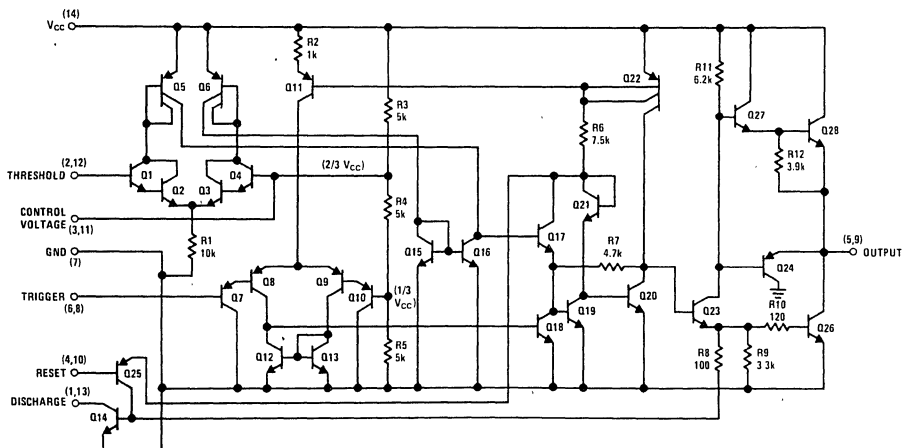 (14)
VCC
R2
1k
Q5
Q6
Q11
Q22
R11
6.2k
Q27
Q28
R3
5k
R6
7.5k
R12
3.9k
(2,12)
THRESHOLD
Q1
Q2
Q3
Q4
(2/3 VCC)
Q21
CONTROL
VOLTAGE
(3,11)
R4
5k
R1
10k
Q15
Q16
Q17
R7
4.7k
GND
(7)
Q24
(5,9)
OUTPUT
TRIGGER
(6,8)
Q7
Q8
Q9
Q10
(1/3
VCC)
Q18
Q19
Q20
Q23
R10
120
Q26
R5
5k
Q12
Q13
R8
100
R9
3 3k
(4,10)
RESET
Q25
(1,13)
DISCHARGE
Q14